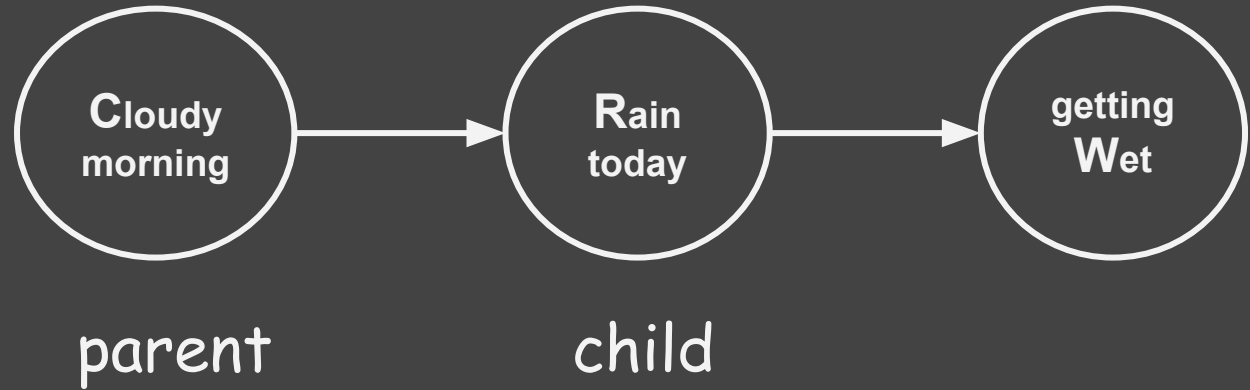 Cloudy
morning
Rain
today
getting
Wet
parent
child